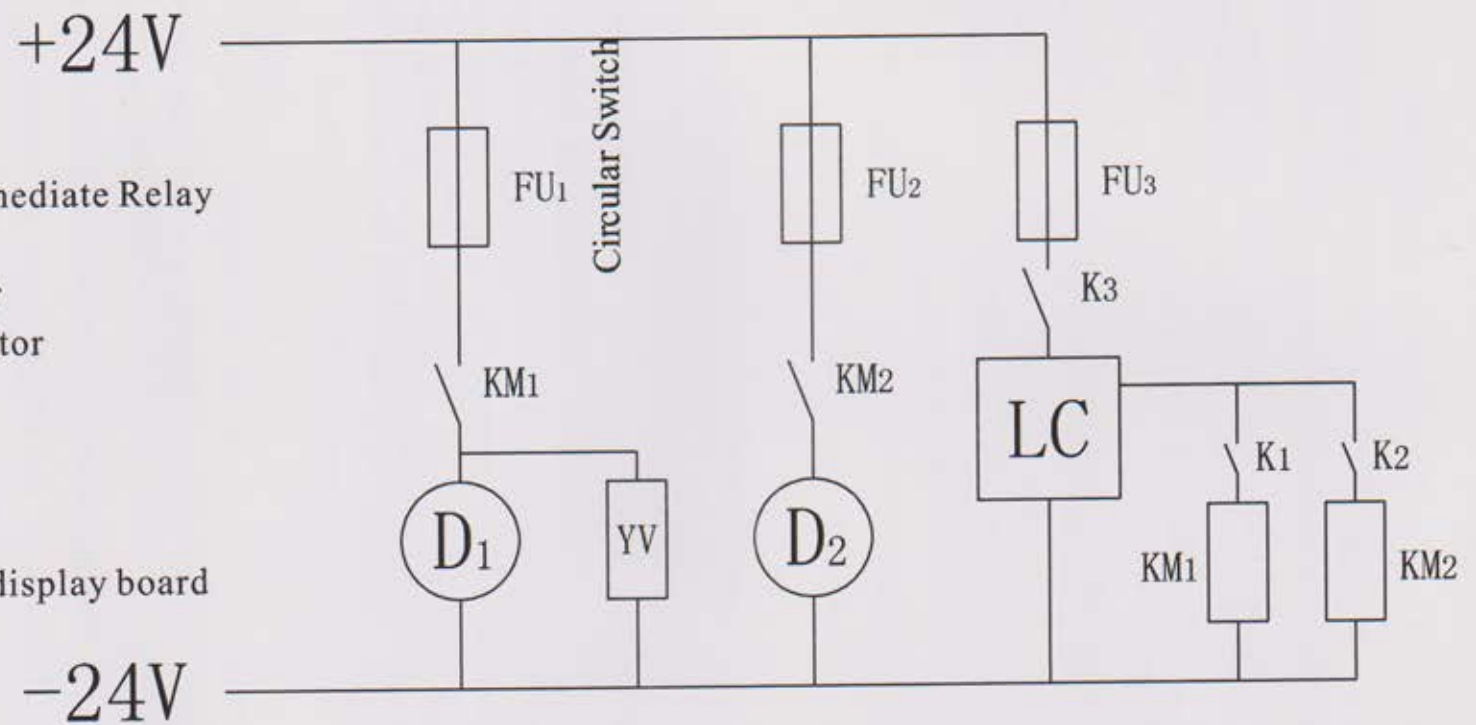 +24V
Circular Switch
FU1
FU2
FU3
mediate Relay
K3
tor
KM1
KM2
LC
K1
K2
D1
YV
D2
KM1
KM2
display board
-24V